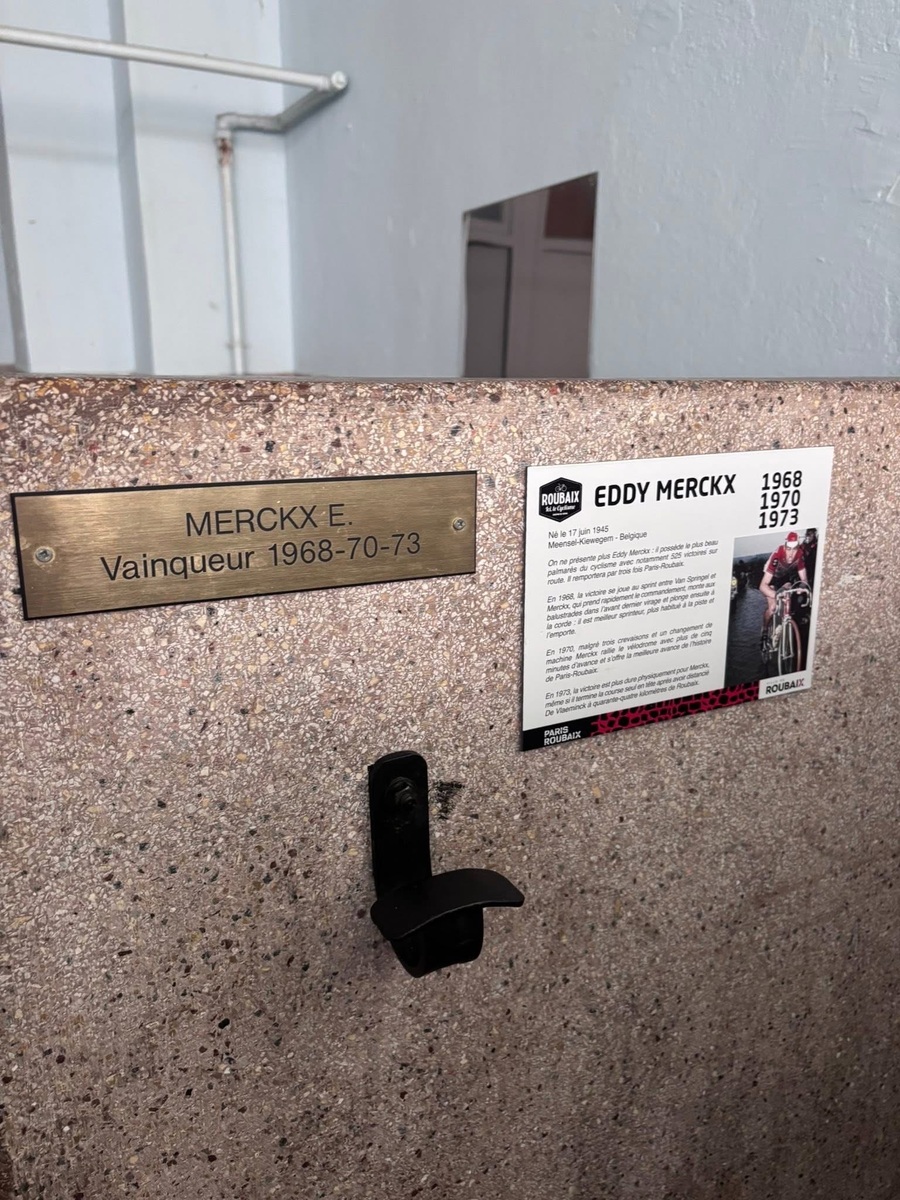 MERCKX E.
Vainqueur 1968-70-73
ROUBAIX
EDDY MERCKX
1968
1970
1973
Né le 17 juin 1945
Meensel-Kiewegem - Belgique
On ne présente plus Eddy Merckx : il possède le plus beau
palmarès du cyclisme avec notamment 525 victoires sur
route. Il remportera par trois fois Paris-Roubaix.
En 1968, la victoire se joue au sprint entre Van Springel et
Merckx, qui prend rapidement le commandement, monte aux
balustrades dans l'avant dernier virage et plonge ensuite à
la corde : il est meilleur sprinteur, plus habitué à la piste et
l'emporte.
En 1970, malgré trois crevaisons et un changement de
machine Merckx rallie le vélodrome avec plus de cinq
minutes d'avance et s'offre la meilleure avance de l'histoire
de Paris-Roubaix.
En 1973, la victoire est plus dure physiquement pour Merckx,
même si il termine la course seul en tête après avoir distancé
De Vlaeminck à quarante-quatre kilomètres de Roubaix.
PARIS
ROUBAIX
ROUBAIX